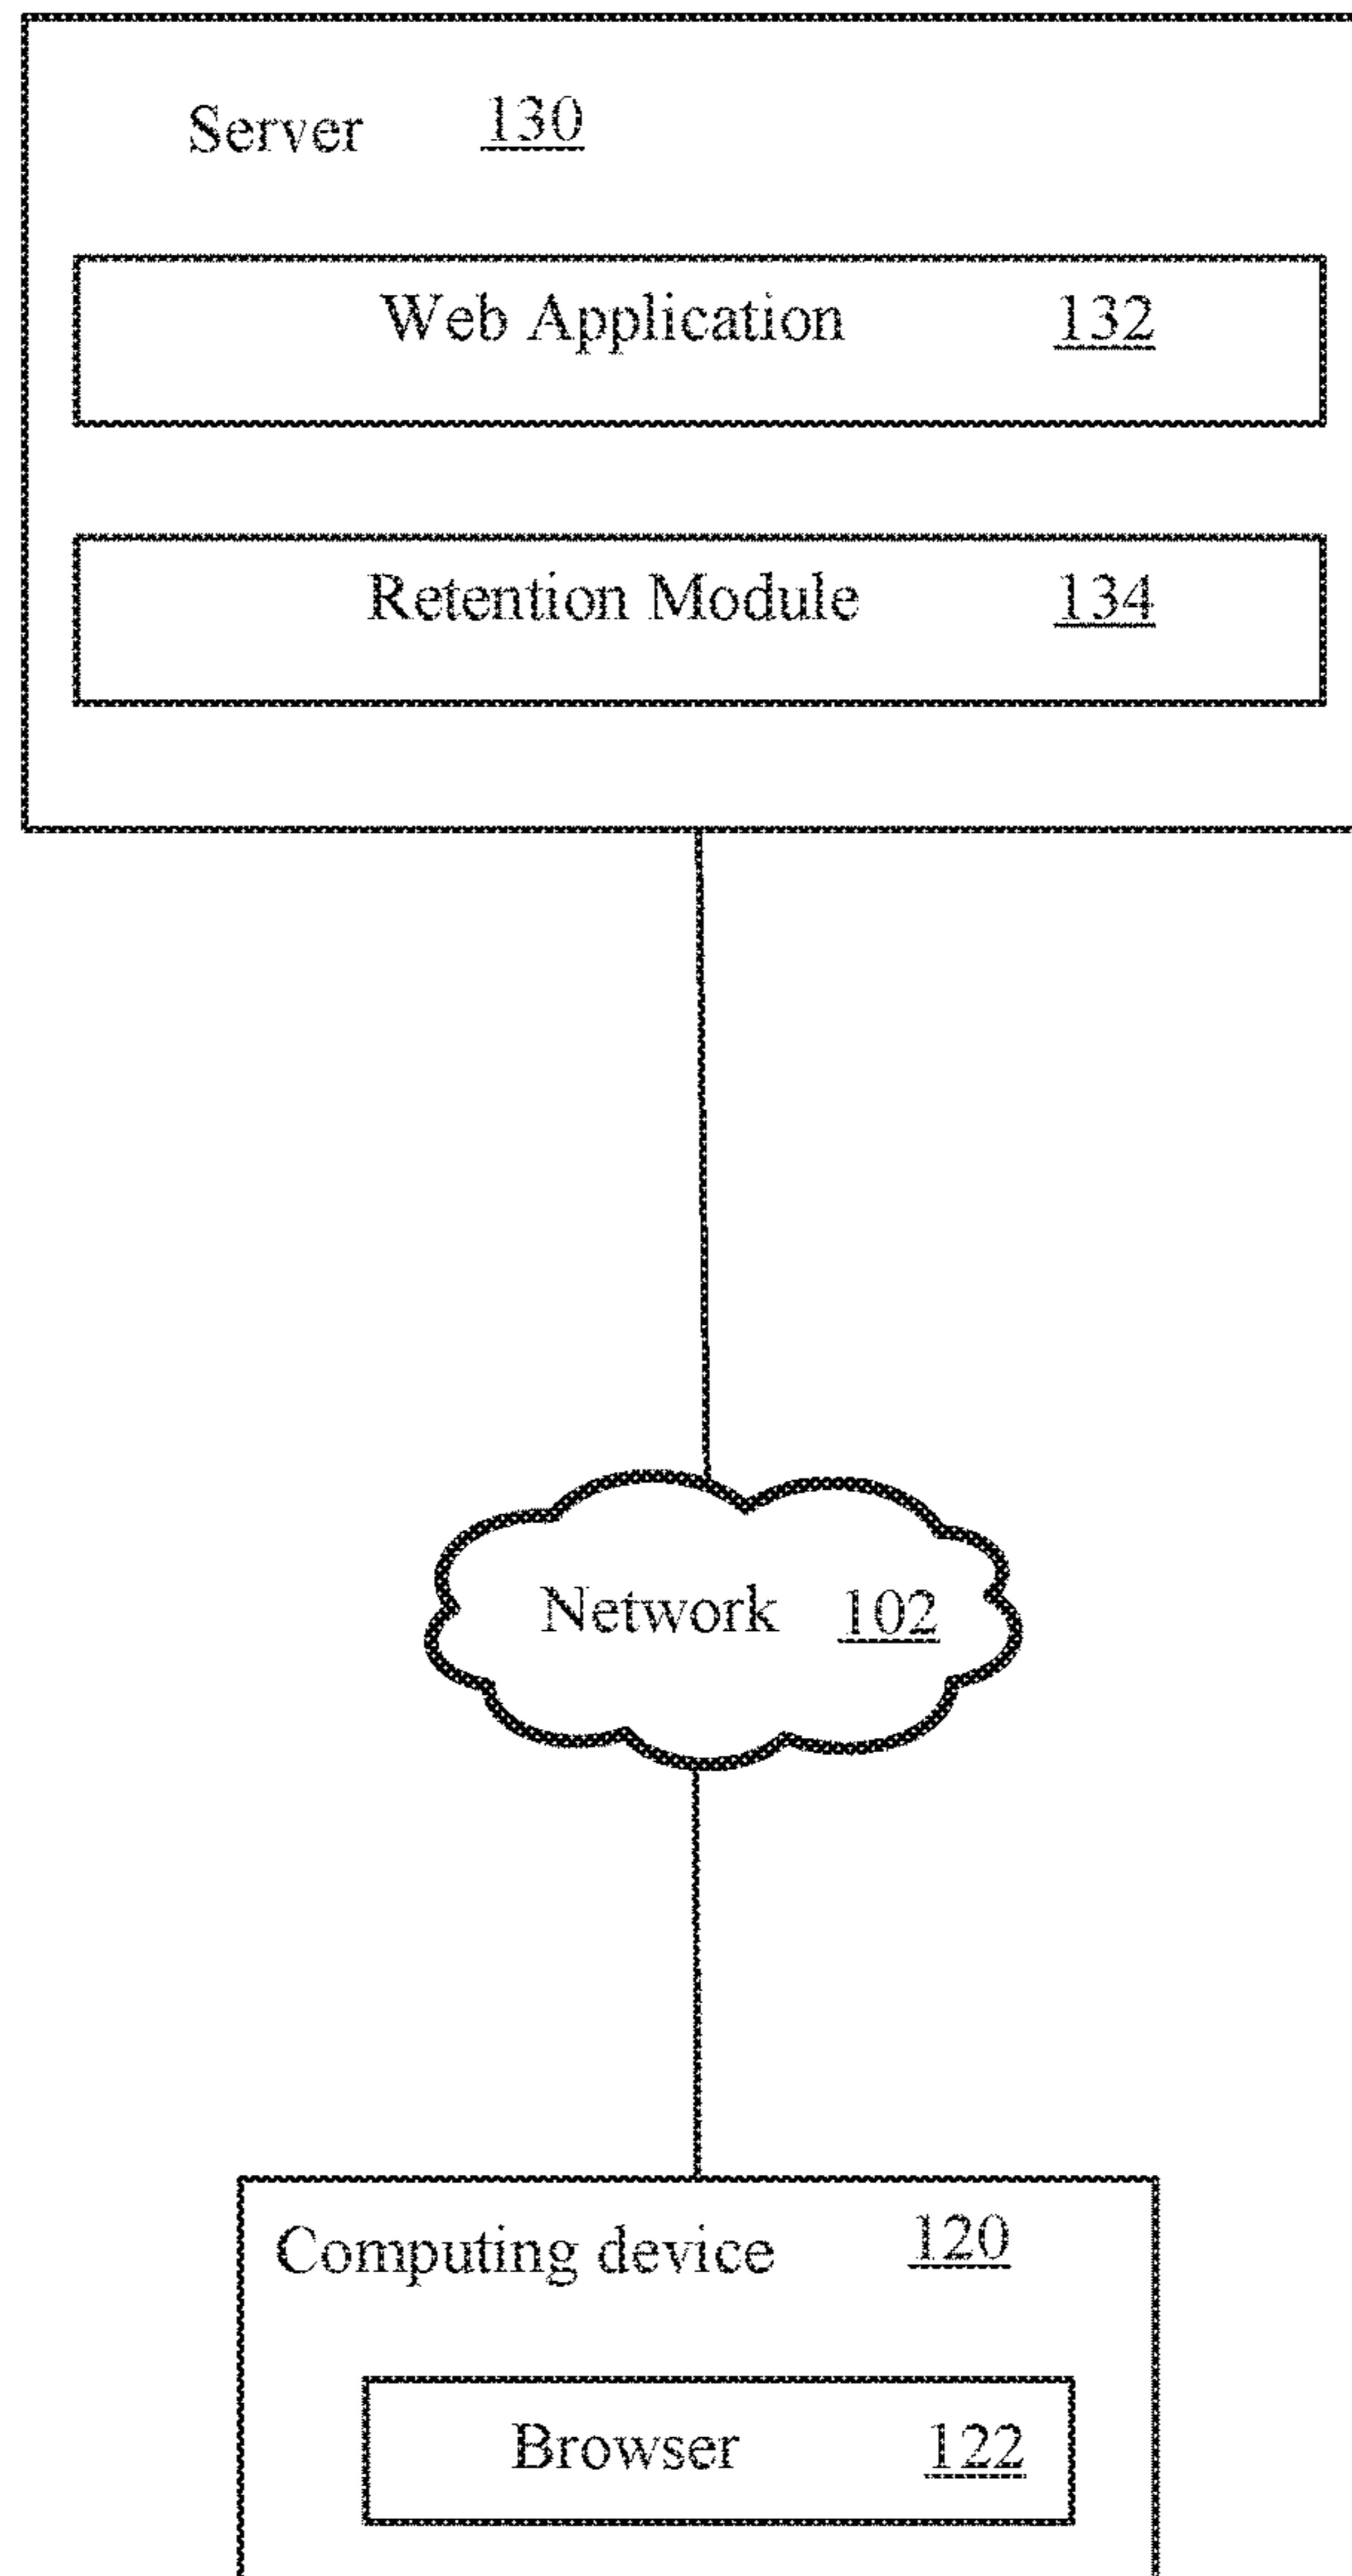 Server 130
Web Application 132
Retention Module 134
Network 102
Computing device 120
Browser 122